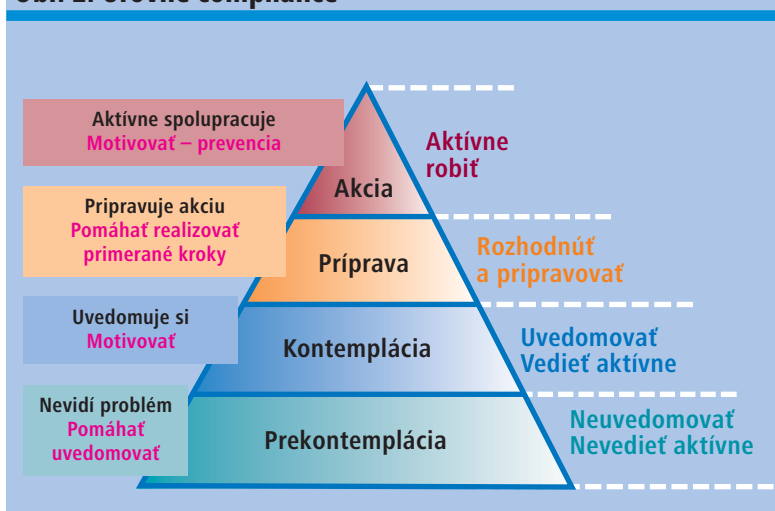 Obr. 2. Úrovne compliance
Aktívne spolupracuje
Motivovať – prevencia
Akcia
Aktívne
robiť
Pripravuje akciu
Pomáhať realizovať
primerané kroky
Príprava
Rozhodnúť
a pripravovať
Uvedomuje si
Motivovať
Kontemplácia
Uvedomovať
Vedieť aktívne
Nevidí problém
Pomáhať
uvedomovať
Prekontemplácia
Neuvedomovať
Nevedieť aktívne